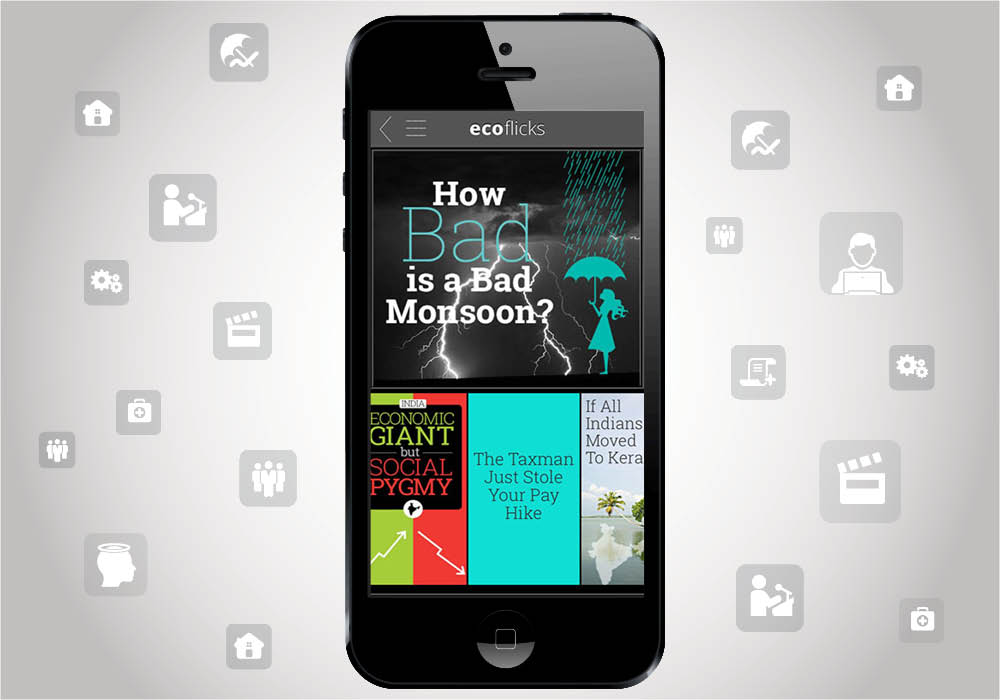 ecoflicks
How
Bad
is a Bad
Monsoon?
INDIA
ECONOMIC
GIANT
but
SOCIAL
PYGMY
The Taxman
Just Stole
Your Pay
Hike
If All
Indians
Moved
To Kera